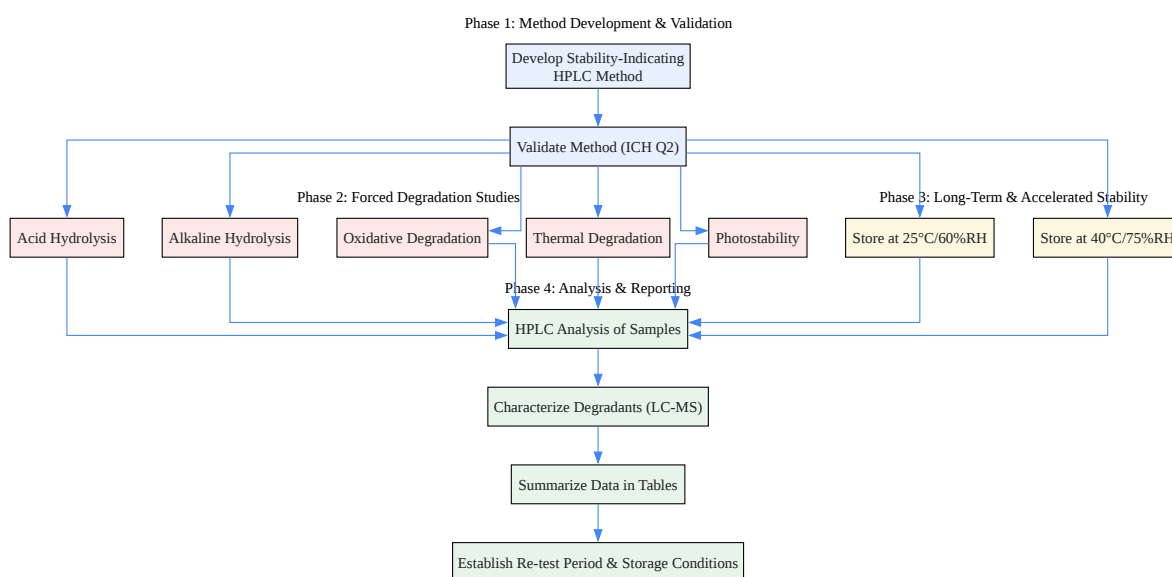 Phase 1: Method Development & Validation
Develop Stability-Indicating
HPLC Method
Validate Method (ICH Q2)
Phase 2: Forced Degradation Studies
Phase 3: Long-Term & Accelerated Stability
Acid Hydrolysis
Alkaline Hydrolysis
Oxidative Degradation
Thermal Degradation
Photostability
Store at 25°C/60%RH
Store at 40°C/75%RH
Phase 4: Analysis & Reporting
HPLC Analysis of Samples
Characterize Degradants (LC-MS)
Summarize Data in Tables
Establish Re-test Period & Storage Conditions